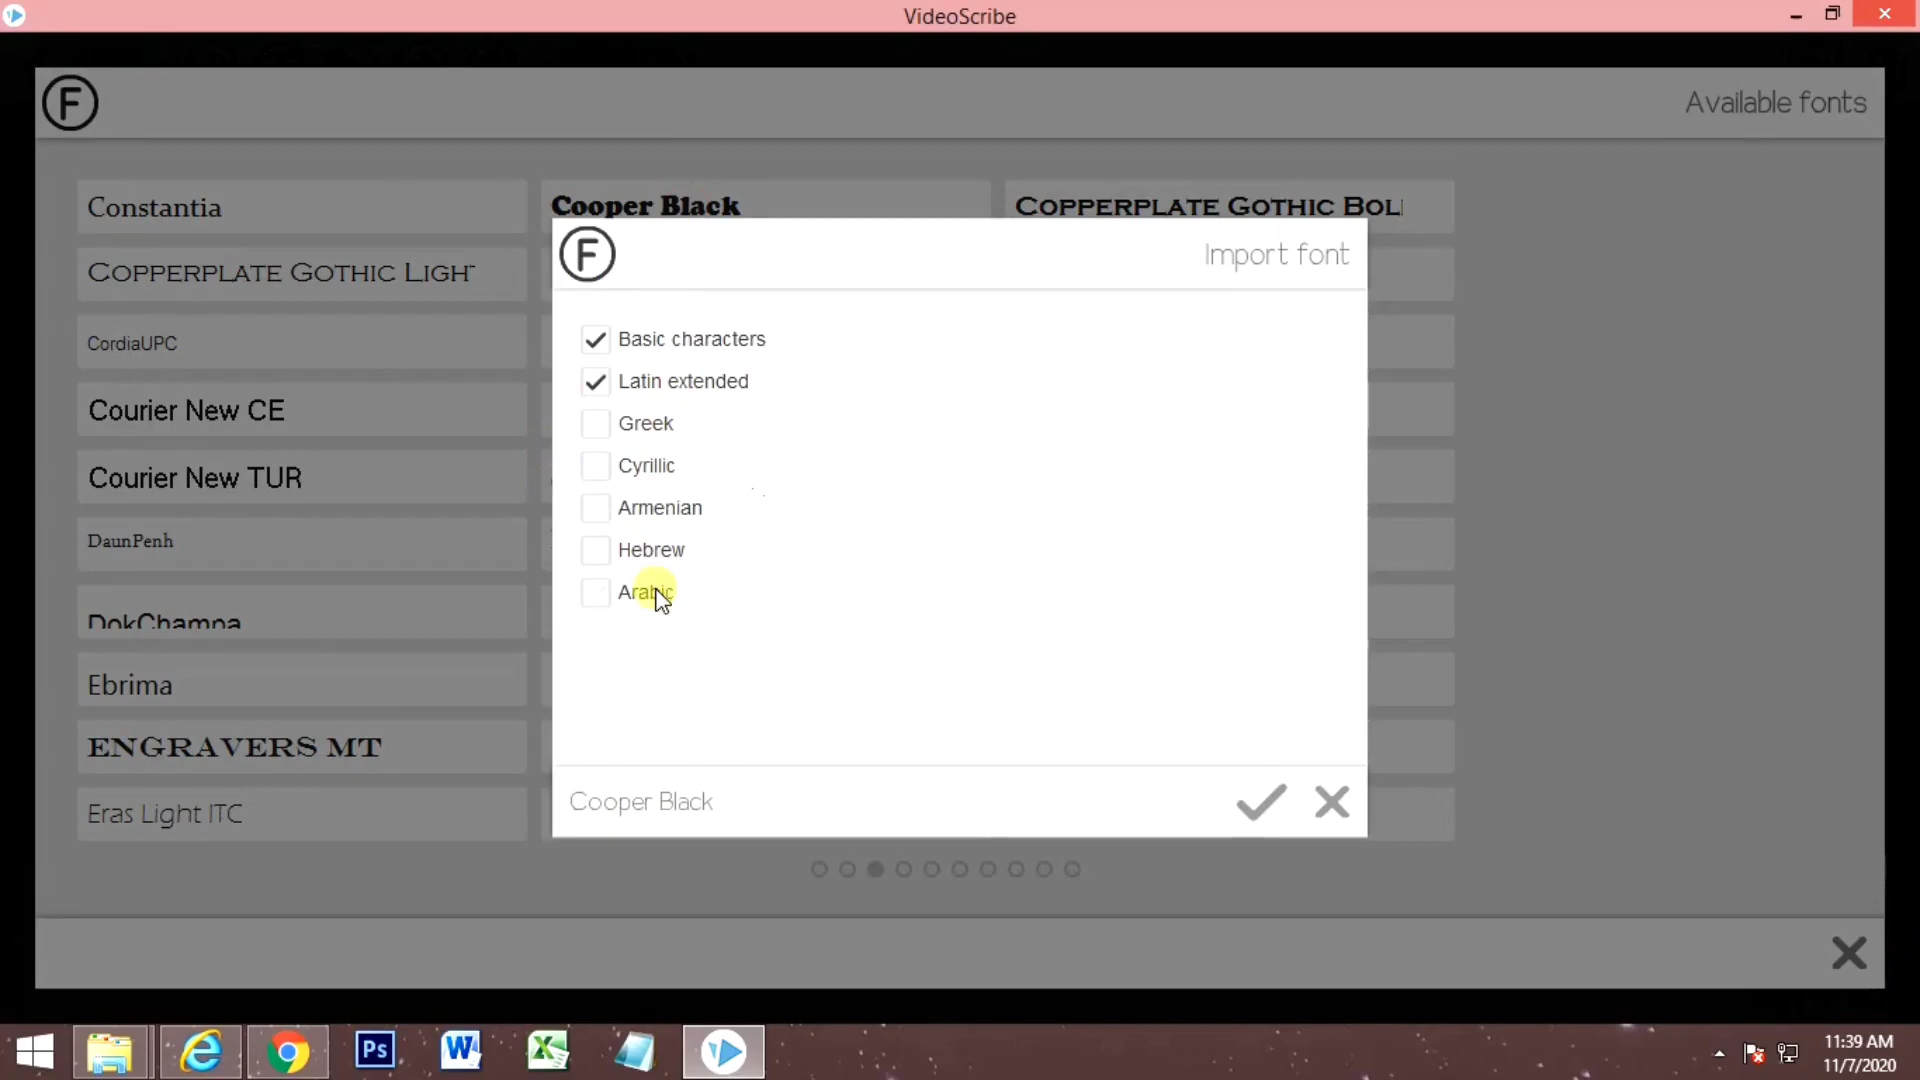 VideoScribe
F
Available fonts
Constantia
Cooper Black
COPPERPLATE GOTHIC BOL
COPPERPLATE GOTHIC LIGH
F
Import font
CordiaUPC
Basic characters
Latin extended
Courier New CE
Greek
Cyrillic
Courier New TUR
Armenian
DaunPenh
Hebrew
Arabic
DokChampa
Ebrima
ENGRAVERS MT
Eras Light ITC
Cooper Black
Ps
W
X
11:39 AM
11/7/2020